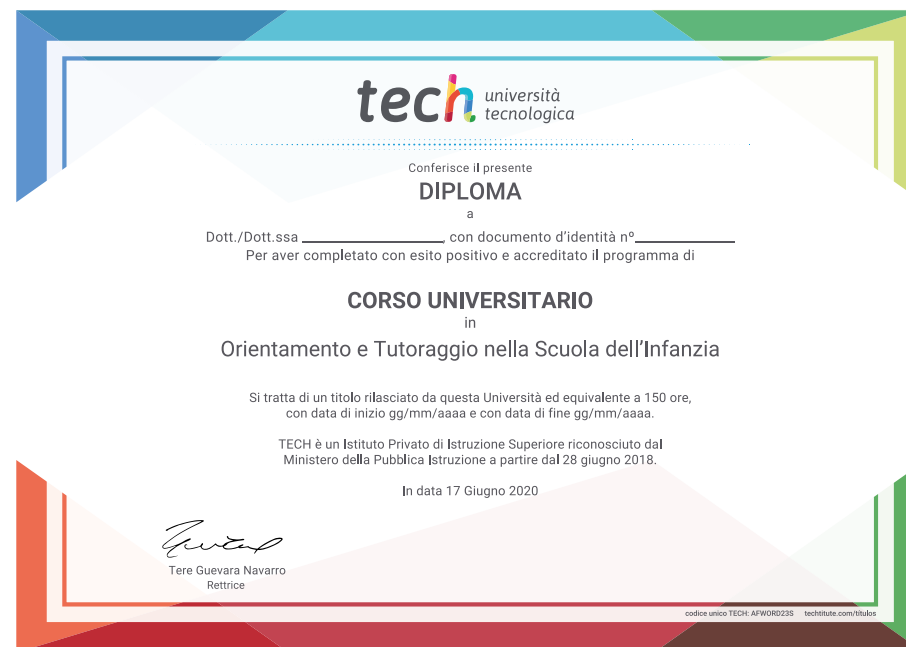 tech università
tecnologica
Conferisce il presente
DIPLOMA
a
Dott./Dott.ssa ____________________, con documento d'identità nº______________
Per aver completato con esito positivo e accreditato il programma di
CORSO UNIVERSITARIO
in
Orientamento e Tutoraggio nella Scuola dell'Infanzia
Si tratta di un titolo rilasciato da questa Università ed equivalente a 150 ore,
con data di inizio gg/mm/aaaa e con data di fine gg/mm/aaaa.
TECH è un Istituto Privato di Istruzione Superiore riconosciuto dal
Ministero della Pubblica Istruzione a partire dal 28 giugno 2018.
In data 17 Giugno 2020
Tere Guevara Navarro
Rettrice
codice unico TECH: AFWORD23S techtitute.com/titulos